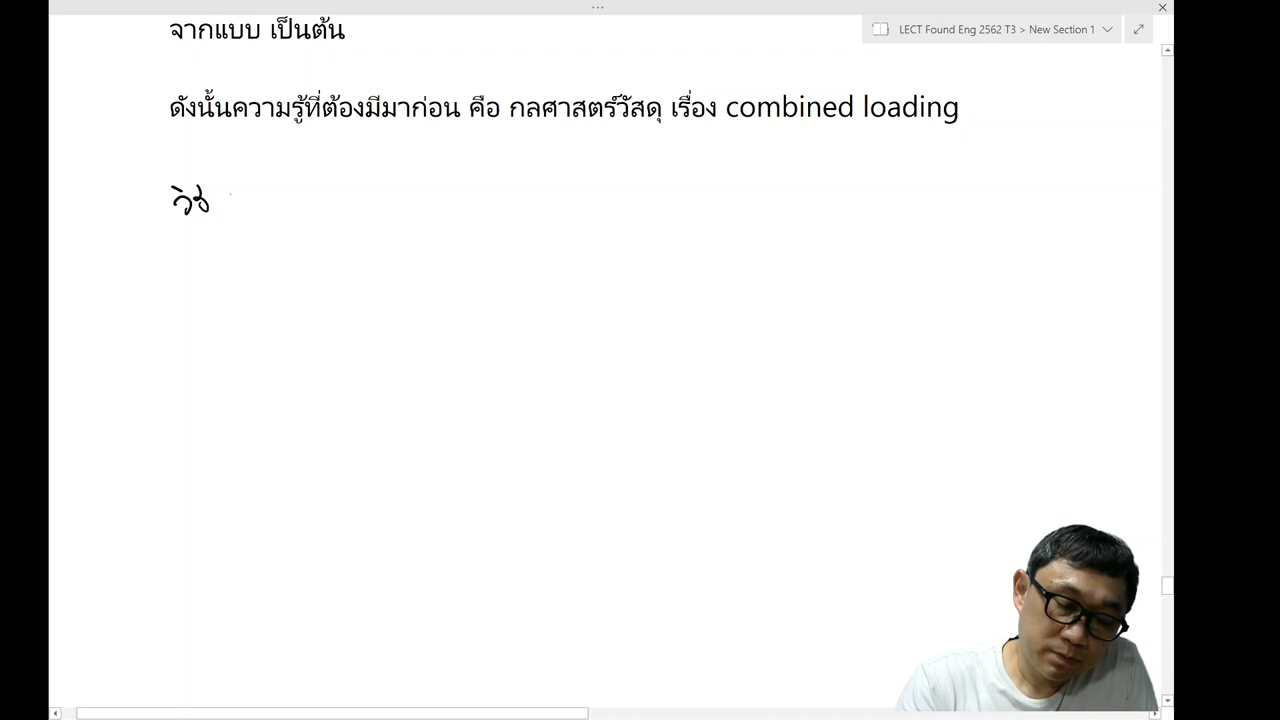 จากแบบ เป็นต้น
LECT Found Eng 2562 T3 > New Section 1
ดังนั้นความรู้ที่ต้องมีมาก่อน คือ กลศาสตร์วัสดุ เรื่อง combined loading